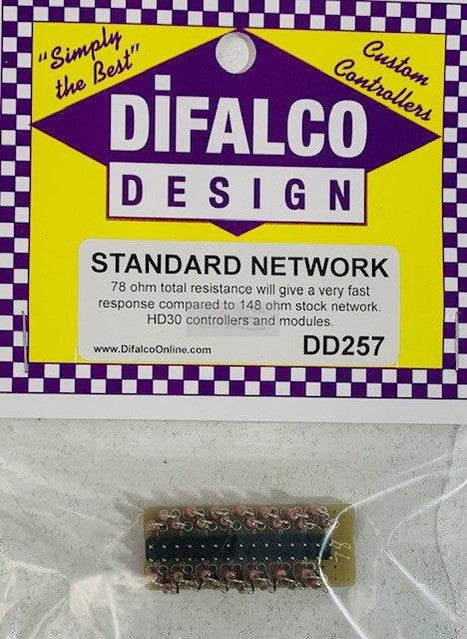 "Simply
the Best"
Custom
Controllers
DiFALCO
DESIGN
STANDARD NETWORK
78 ohm total resistance will give a very fast
response compared to 148 ohm stock network.
HD30 controllers and modules.
www.DifalcoOnline.com
DD257
78